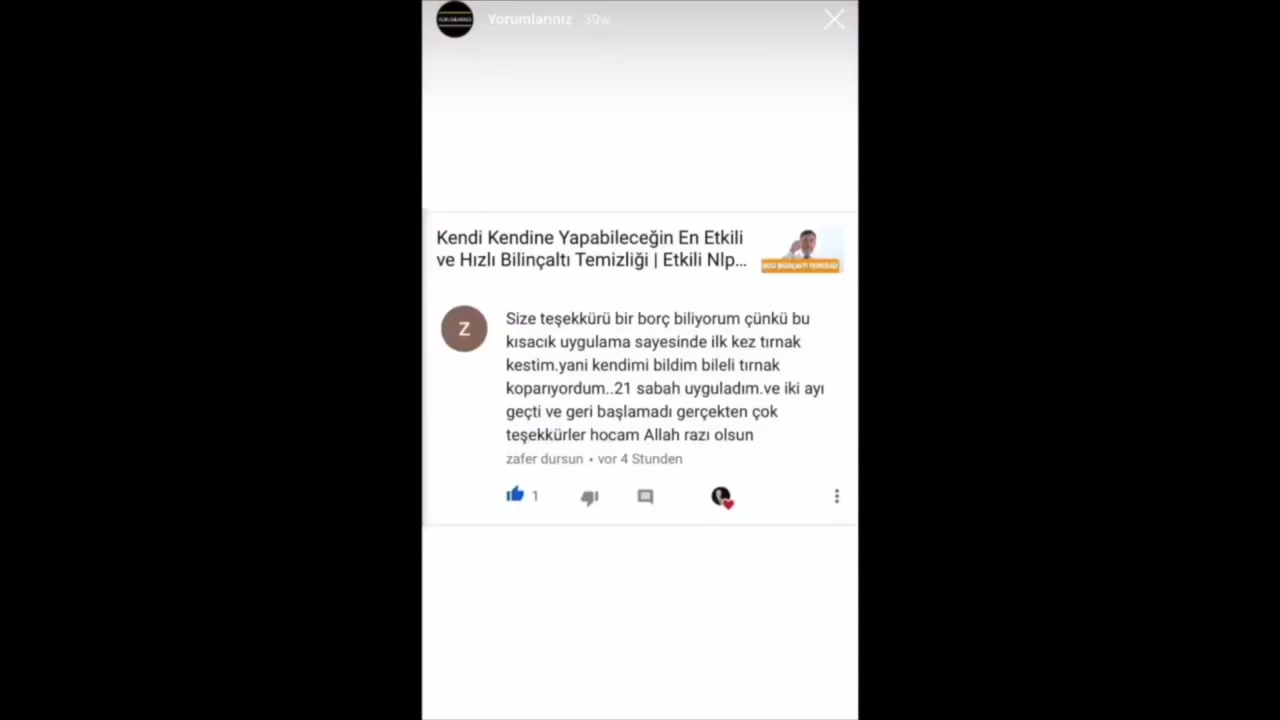 Yorumlarınız 39w
Kendi Kendine Yapabileceğin En Etkili
ve Hızlı Bilinçaltı Temizliği | Etkili Nlp...
Z
Size teşekkürü bir borç biliyorum çünkü bu
kısacık uygulama sayesinde ilk kez tırnak
kestim.yani kendimi bildim bileli tırnak
koparıyordum..21 sabah uyguladım.ve iki ayı
geçti ve geri başlamadı gerçekten çok
teşekkürler hocam Allah razı olsun
zafer dursun • vor 4 Stunden
1